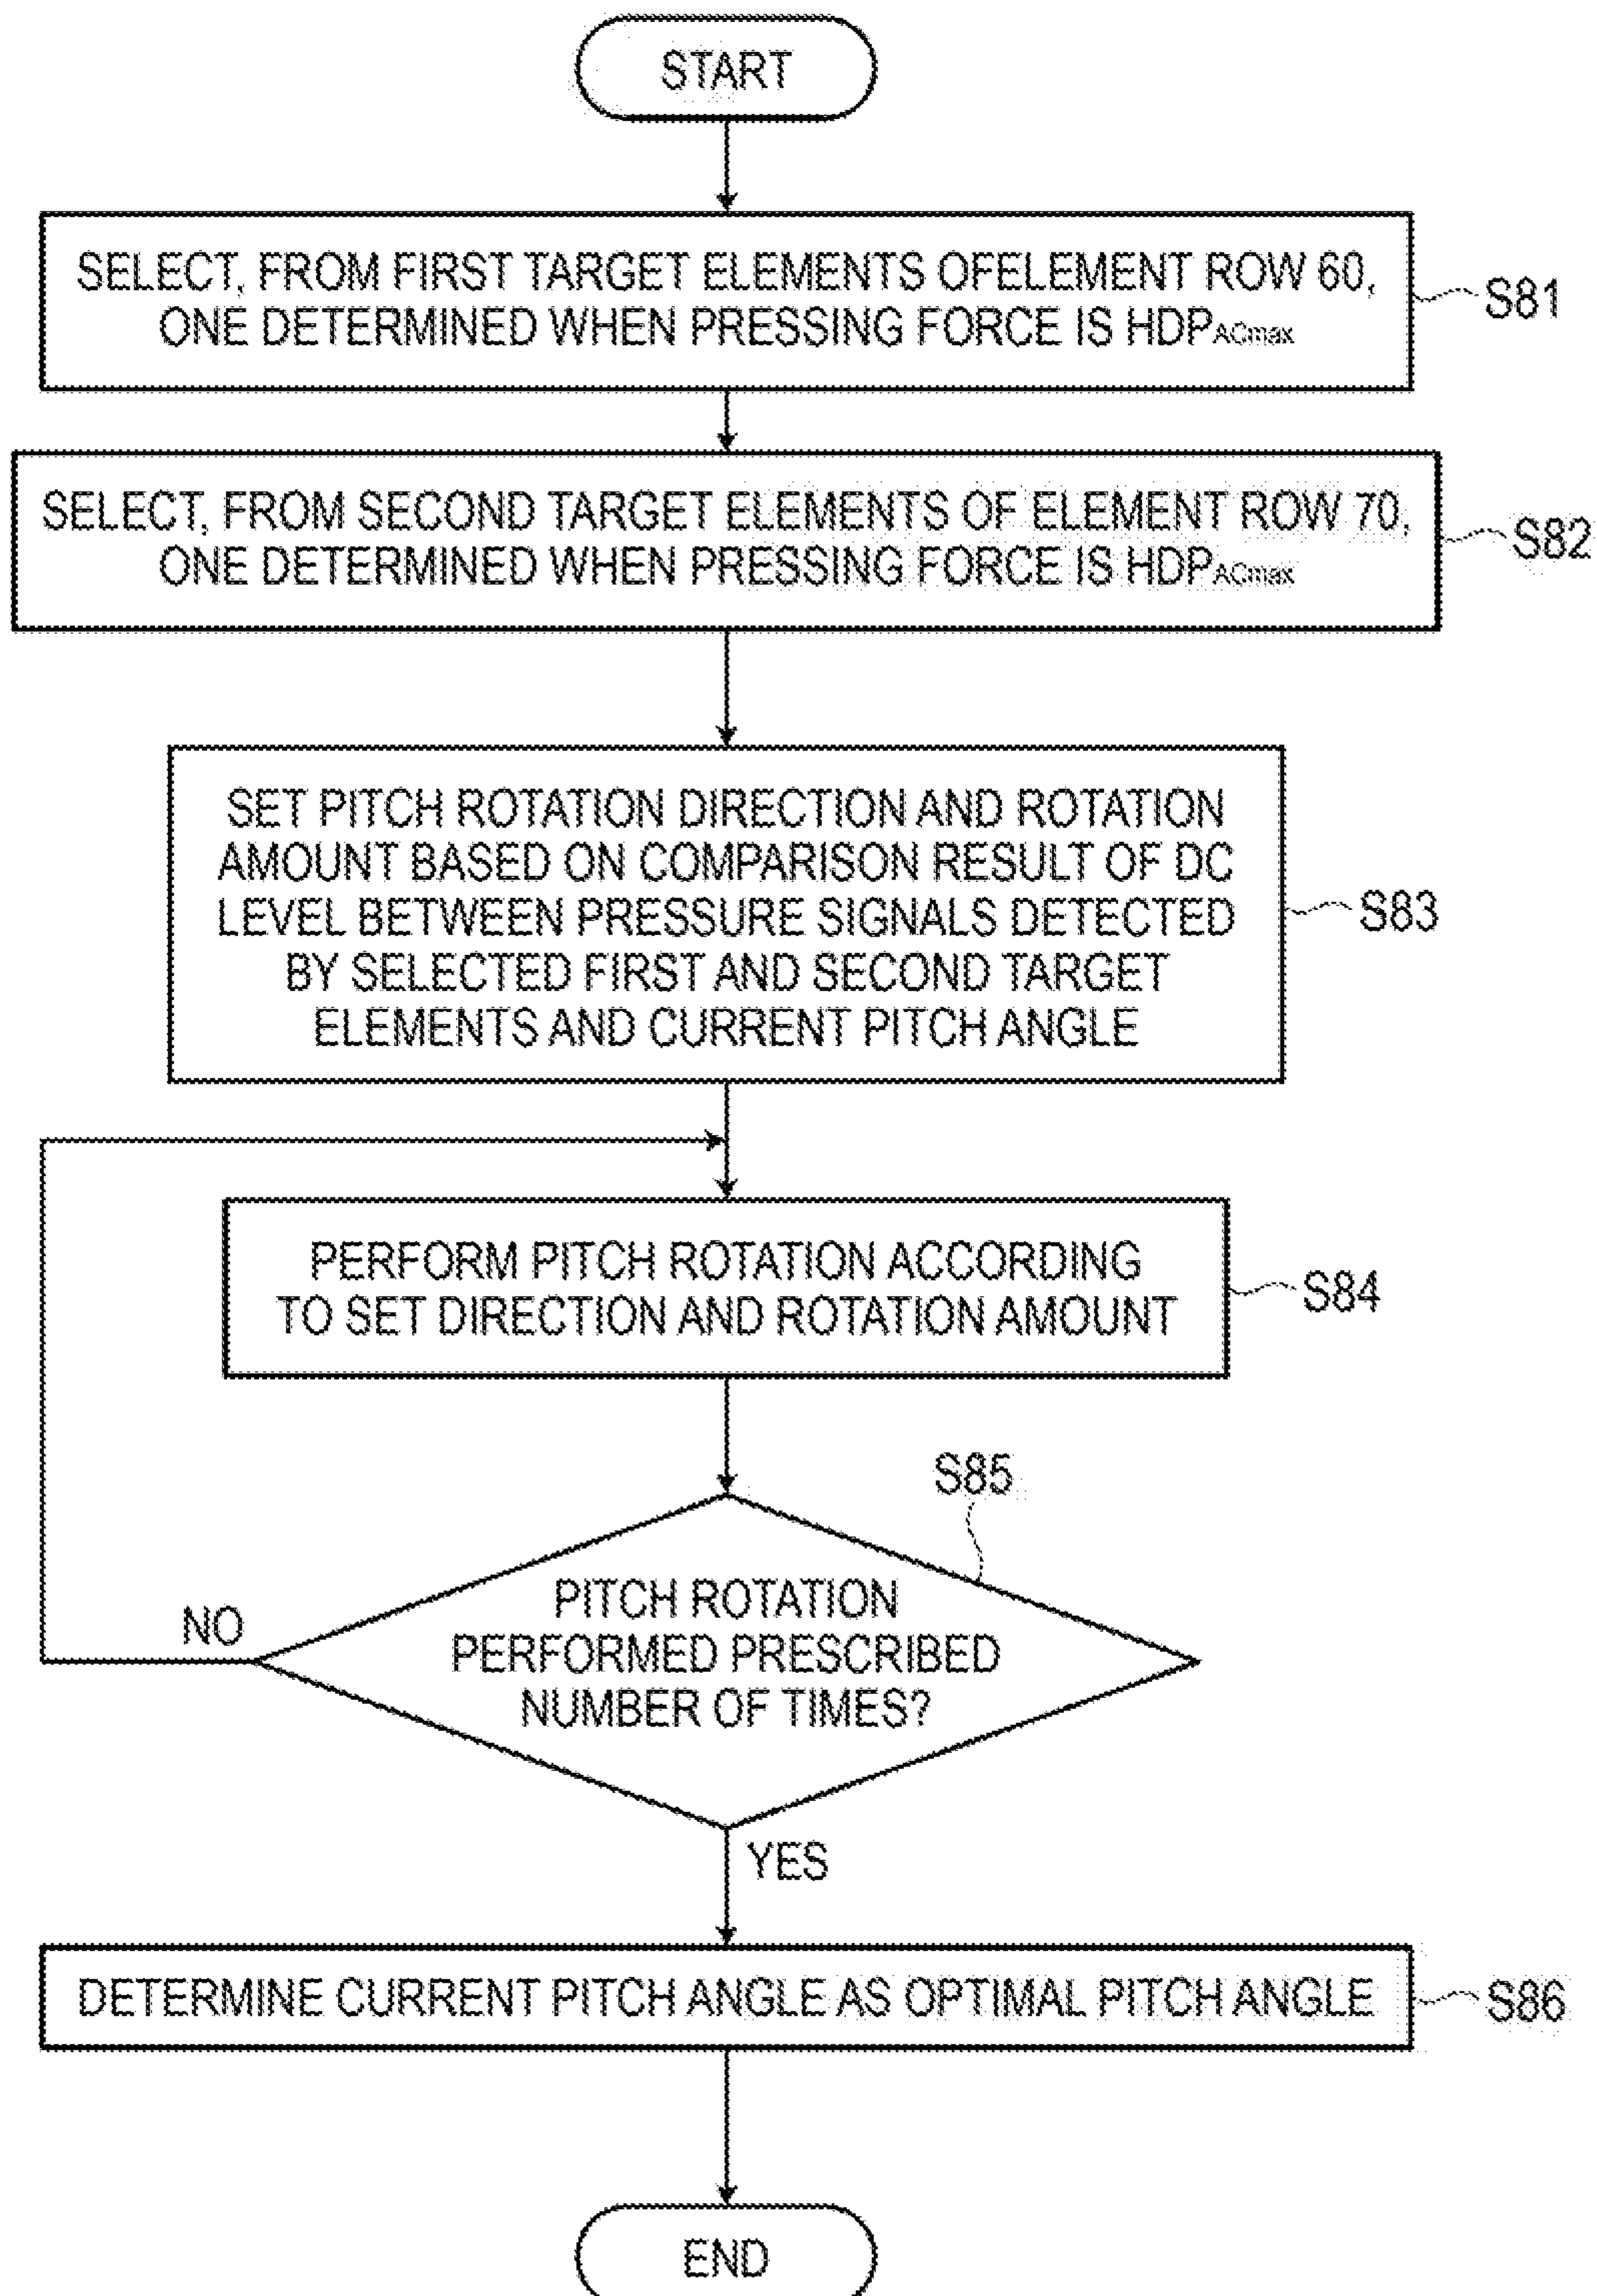 START
SELECT, FROM FIRST TARGET ELEMENTS OFELEMENT ROW 60,
ONE DETERMINED WHEN PRESSING FORCE IS HDPACmax
S81
SELECT, FROM SECOND TARGET ELEMENTS OF ELEMENT ROW 70,
ONE DETERMINED WHEN PRESSING FORCE IS HDPACmax
S82
SET PITCH ROTATION DIRECTION AND ROTATION
AMOUNT BASED ON COMPARISON RESULT OF DC
LEVEL BETWEEN PRESSURE SIGNALS DETECTED
BY SELECTED FIRST AND SECOND TARGET
ELEMENTS AND CURRENT PITCH ANGLE
S83
PERFORM PITCH ROTATION ACCORDING
TO SET DIRECTION AND ROTATION AMOUNT
S84
S85
PITCH ROTATION
PERFORMED PRESCRIBED
NUMBER OF TIMES?
NO
YES
DETERMINE CURRENT PITCH ANGLE AS OPTIMAL PITCH ANGLE
S86
END